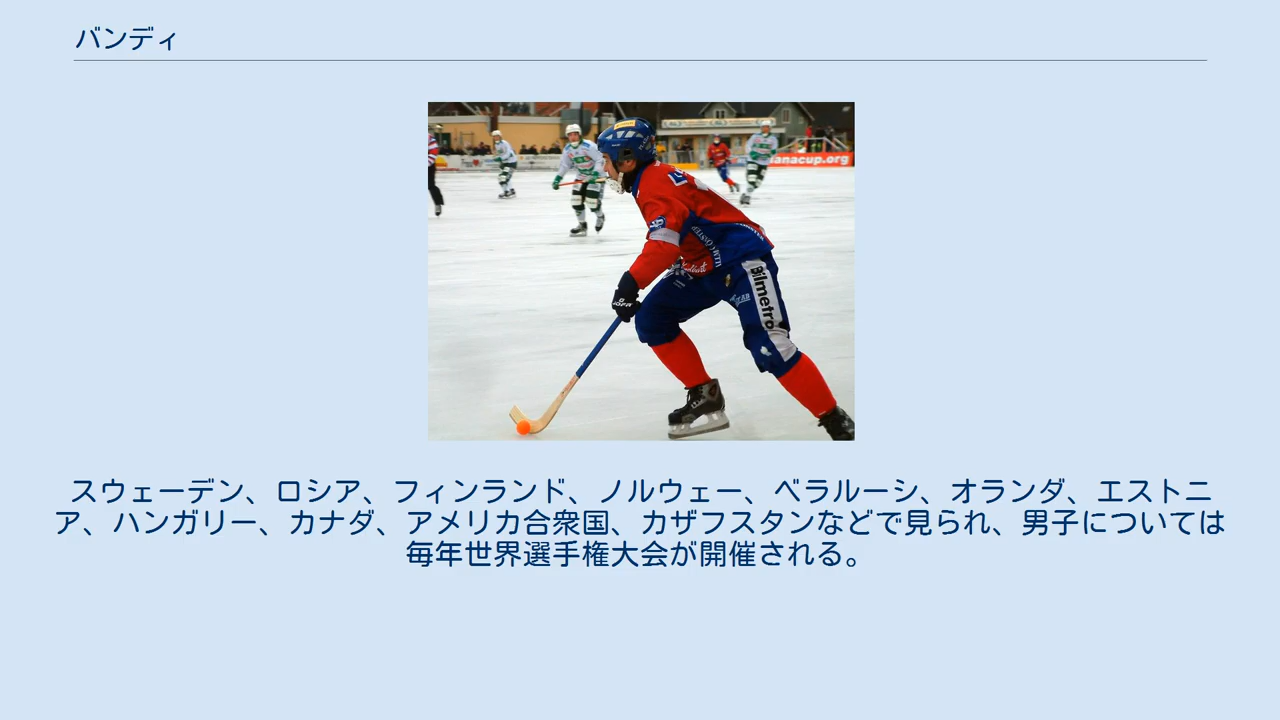 バンディ
anacup.org
Bilmetro
スウェーデン、ロシア、フィンランド、ノルウェー、ベラルーシ、オランダ、エストニ
ア、ハンガリー、カナダ、アメリカ合衆国、カザフスタンなどで見られ、男子については
毎年世界選手権大会が開催される。